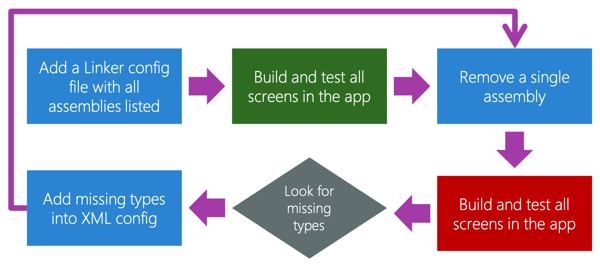 Add a Linker config
file with all
assemblies listed
Build and test all
screens in the app
Remove a single
assembly
Build and test all
screens in the app
Look for
missing
types
Add missing types
into XML config